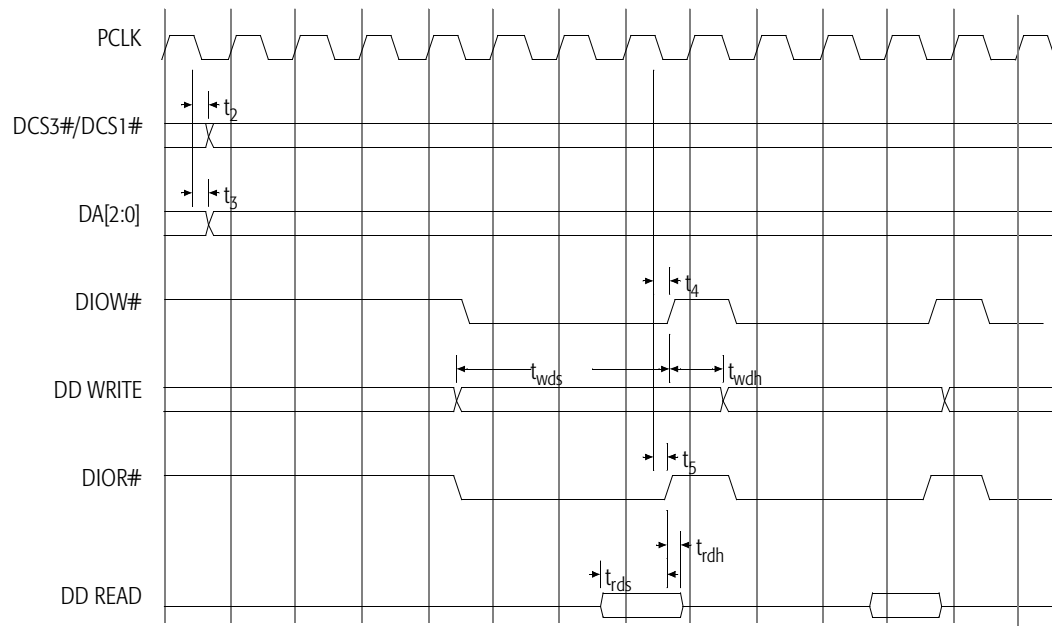 PCLK
t2
DCS3#/DCS1#
t3
DA[2:0]
t4
DIOW#
twds
twdh
DD WRITE
t5
DIOR#
trdh
trds
DD READ